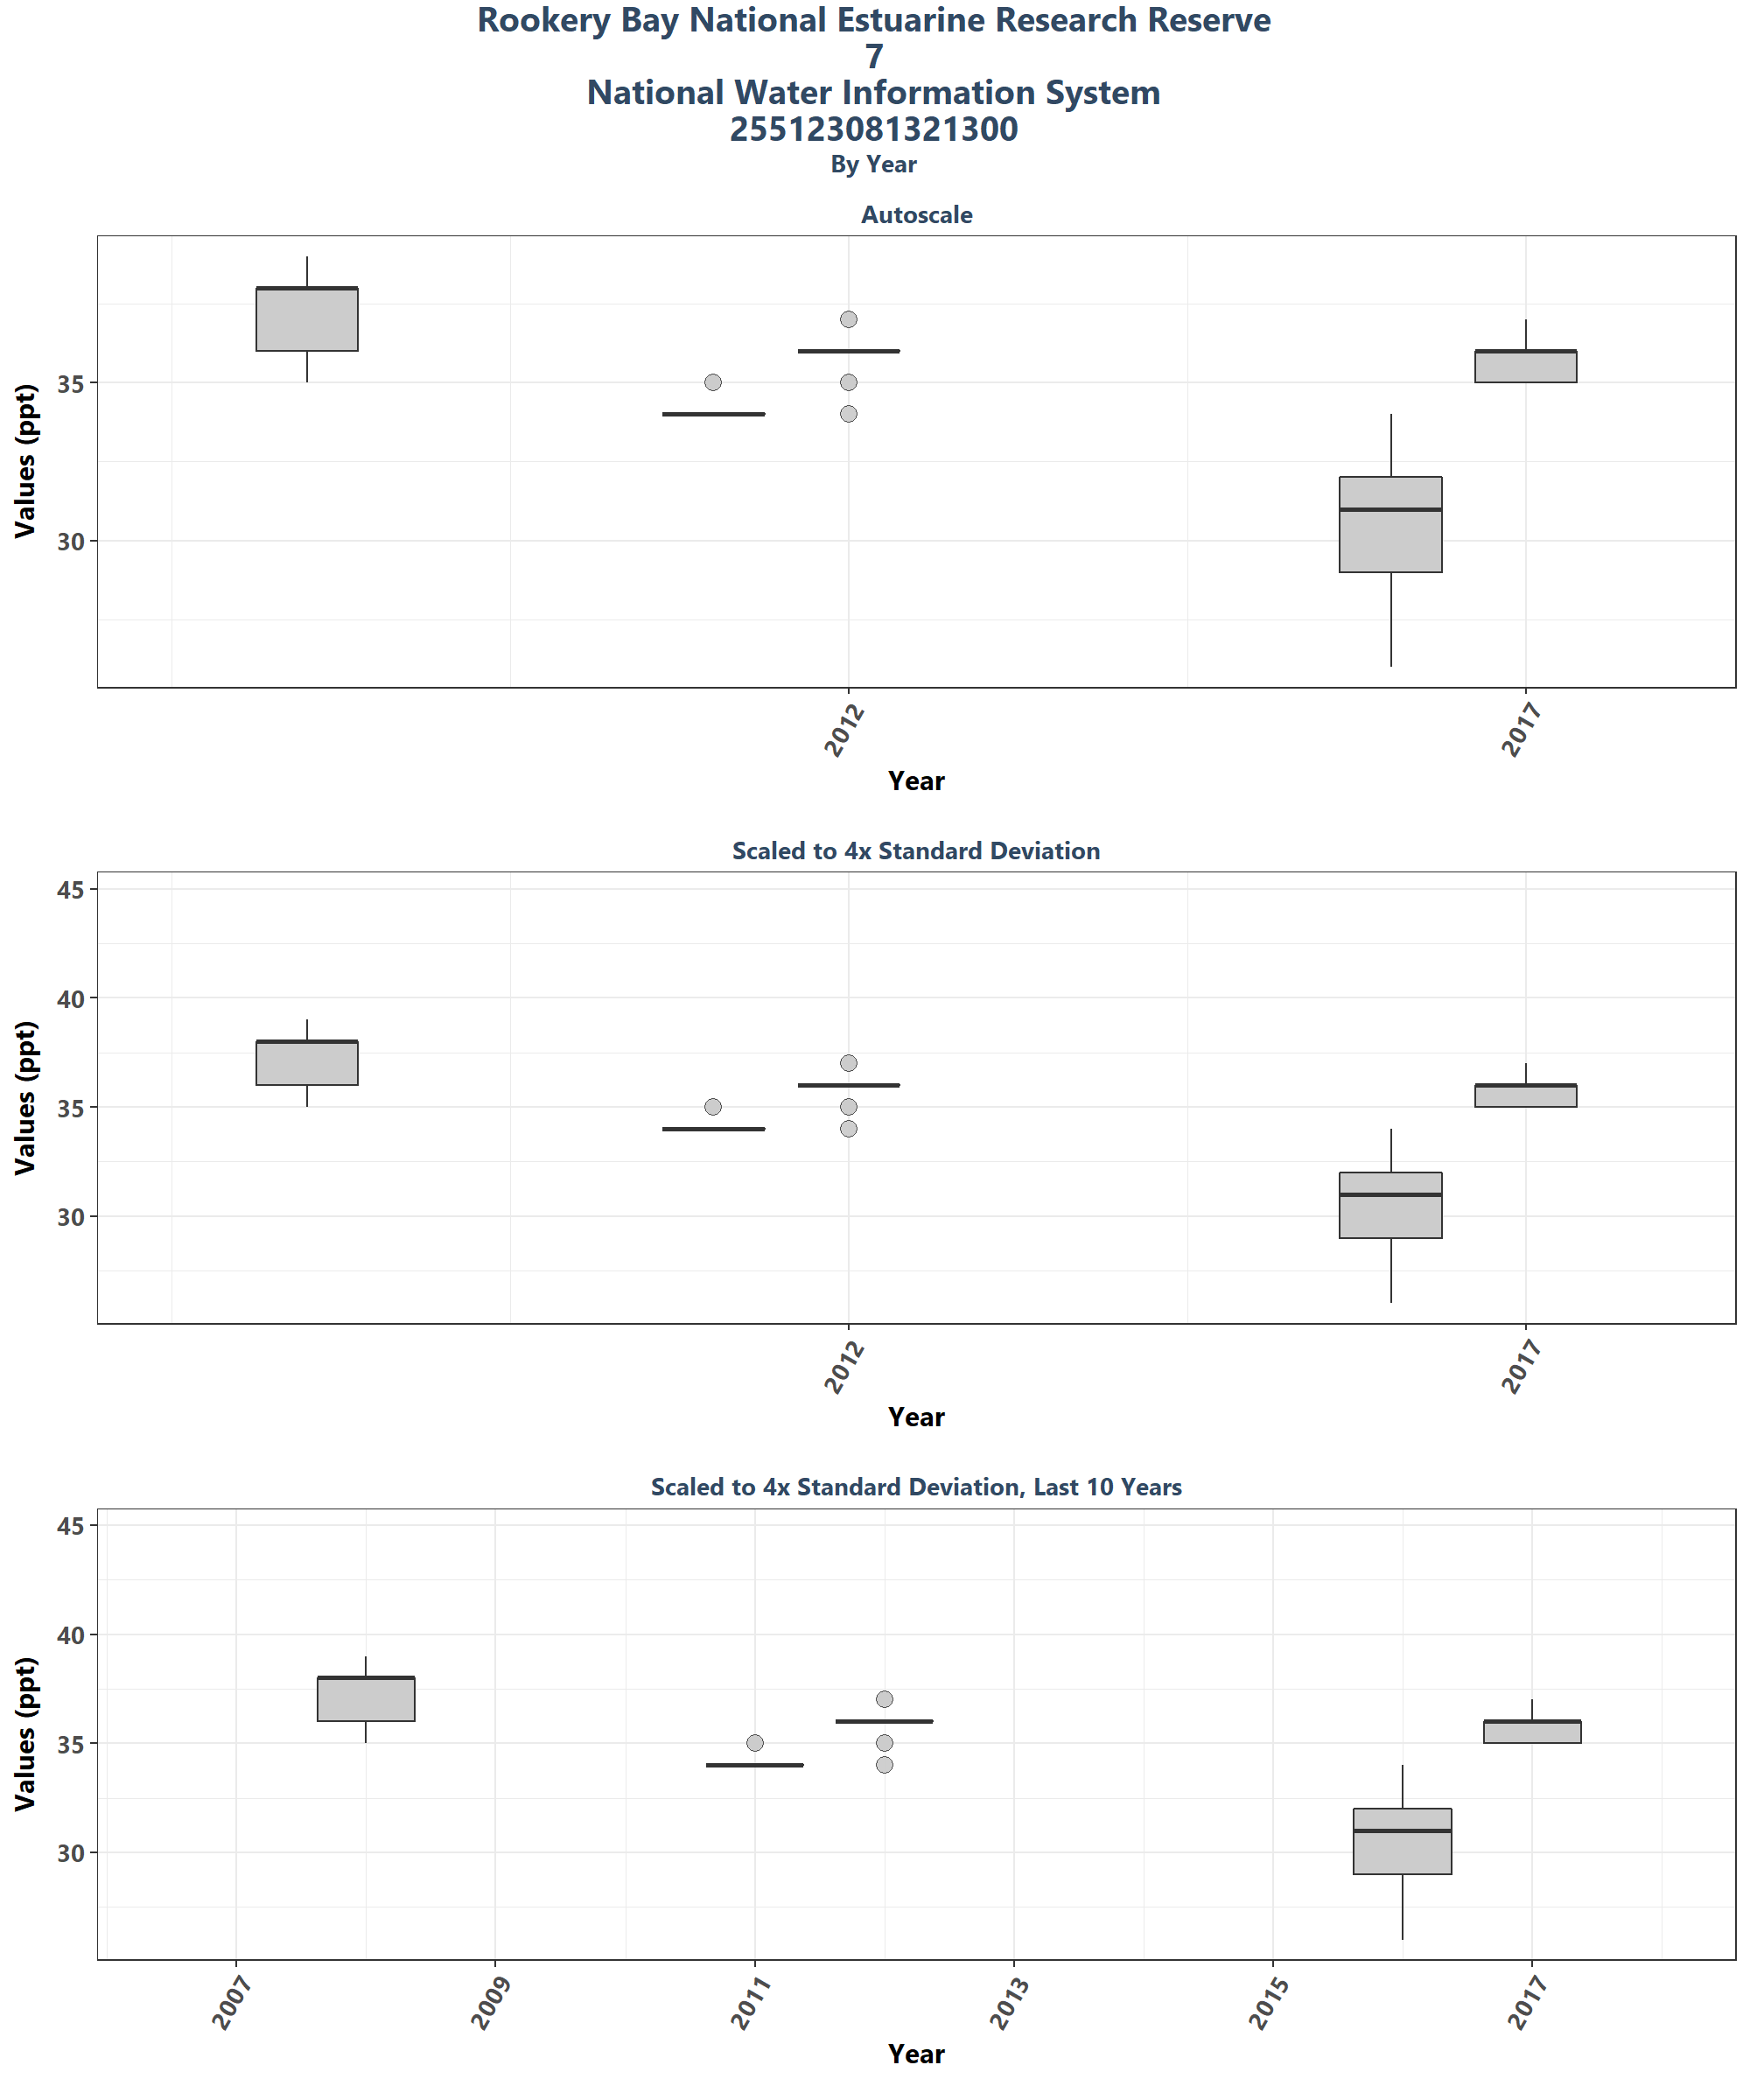 Rookery Bay National Estuarine Research Reserve
7
National Water Information System
255123081321300
By Year
Autoscale
Values (ppt)
35
30
2012
2017
Year
Scaled to 4x Standard Deviation
Values (ppt)
45
40
35
30
2012
2017
Year
Scaled to 4x Standard Deviation, Last 10 Years
Values (ppt)
45
40
35
30
2007
2009
2011
2013
2015
2017
Year